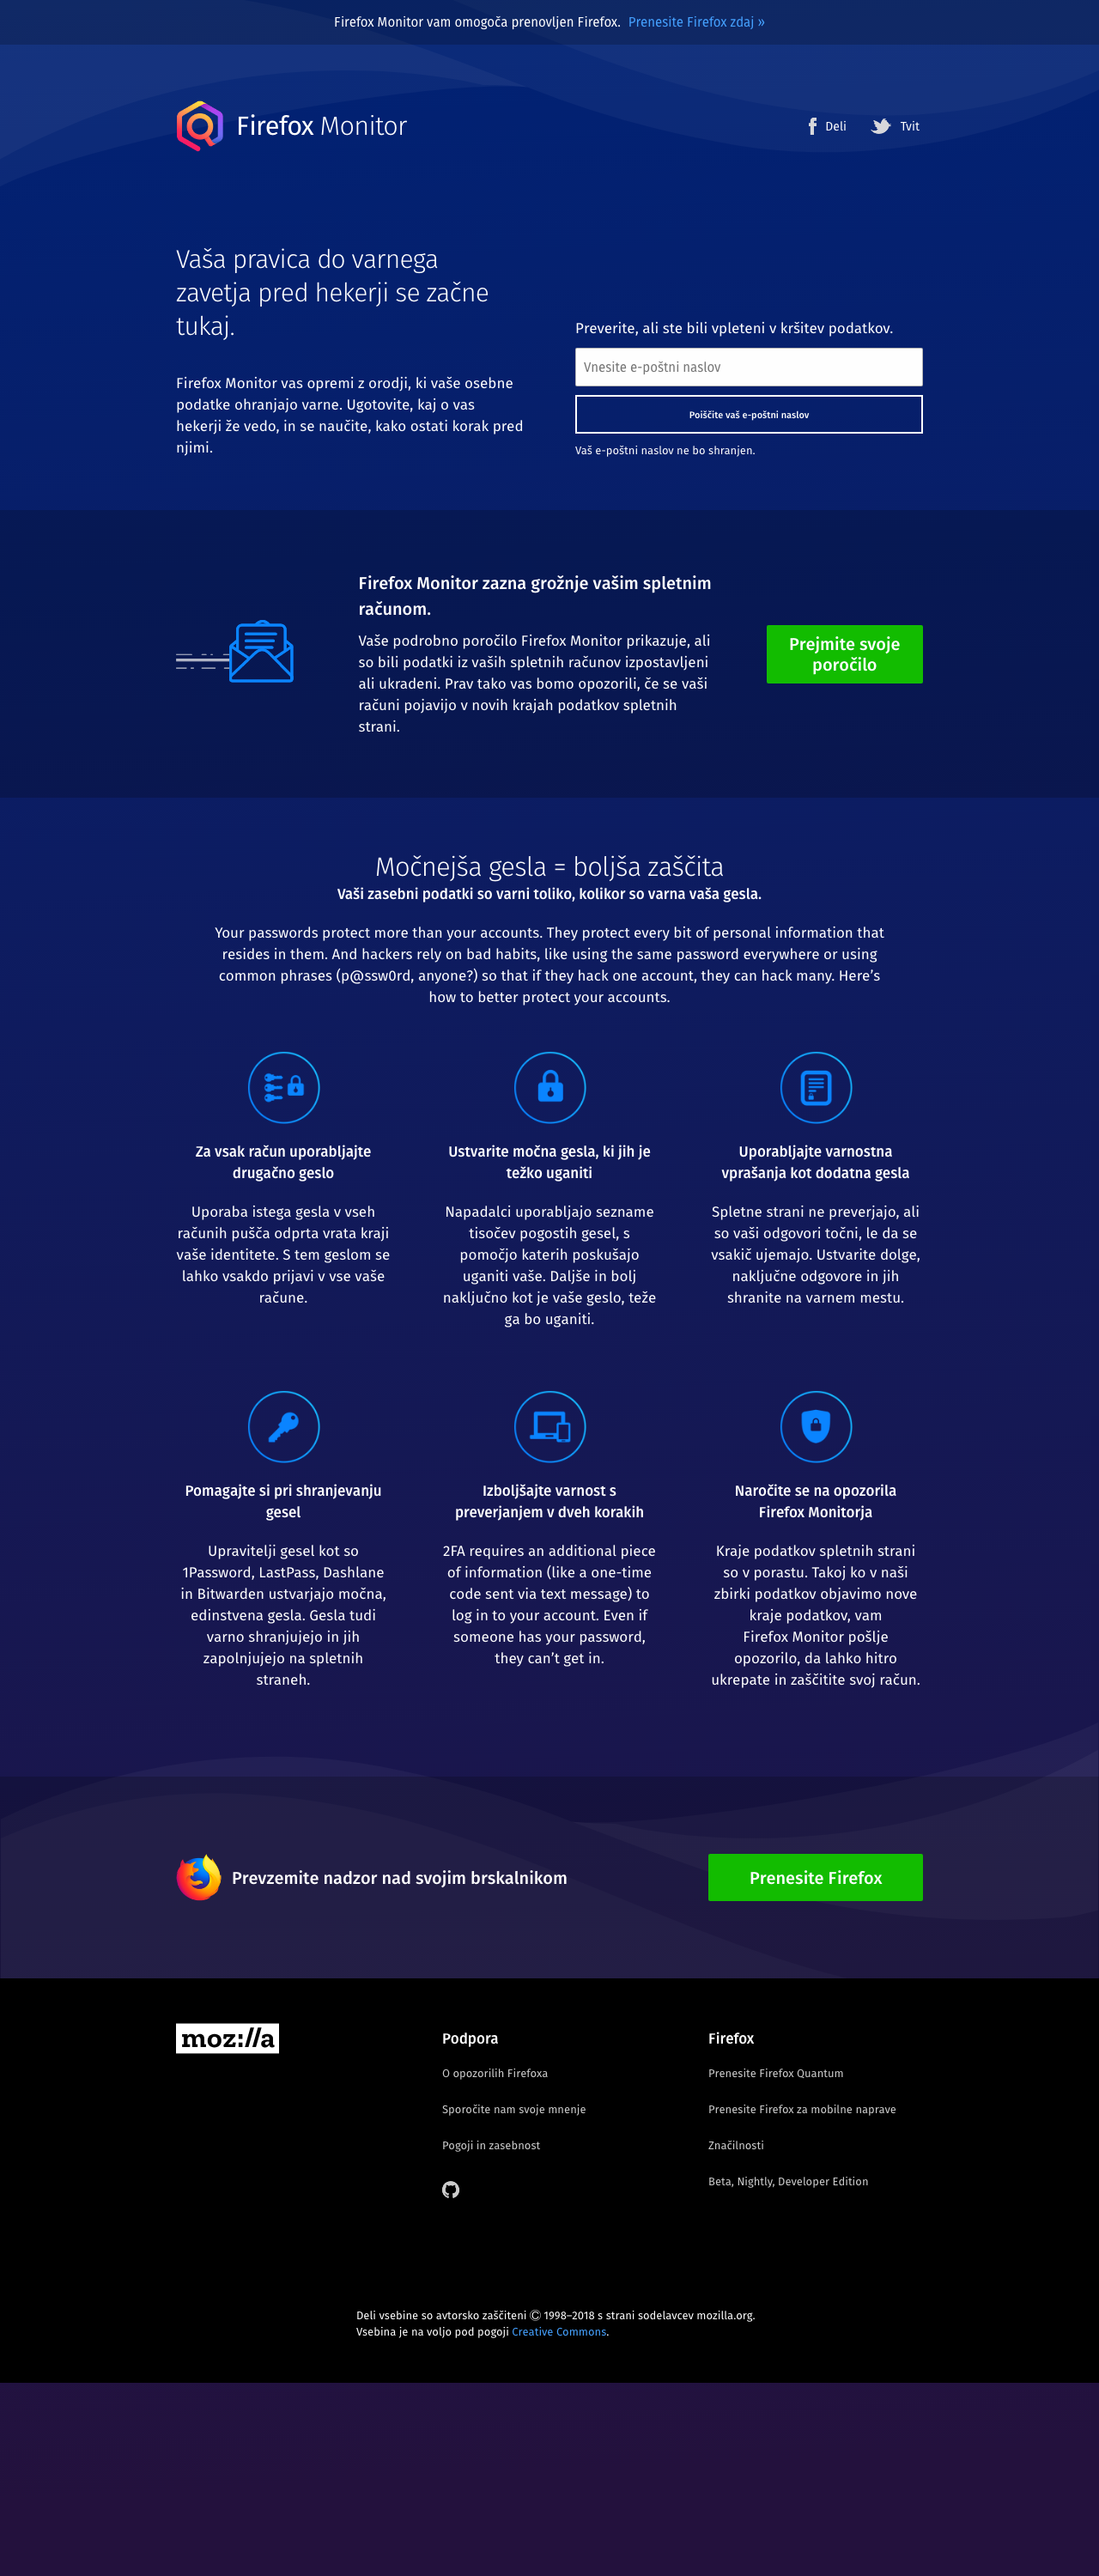 Firefox Monitor vam omogoča prenovljen Firefox. Prenesite Firefox zdaj »
Firefox Monitor
Deli
Tvit
Vaša pravica do varnega
zavetja pred hekerji se začne
tukaj.
Firefox Monitor vas opremi z orodji, ki vaše osebne
podatke ohranjajo varne. Ugotovite, kaj o vas
hekerji že vedo, in se naučite, kako ostati korak pred
njimi.
Preverite, ali ste bili vpleteni v kršitev podatkov.
Vnesite e-poštni naslov
Poiščite vaš e-poštni naslov
Vaš e-poštni naslov ne bo shranjen.
Firefox Monitor zazna grožnje vašim spletnim
računom.
Vaše podrobno poročilo Firefox Monitor prikazuje, ali
so bili podatki iz vaših spletnih računov izpostavljeni
ali ukradeni. Prav tako vas bomo opozorili, če se vaši
računi pojavijo v novih krajah podatkov spletnih
strani.
Prejmite svoje
poročilo
Močnejša gesla = boljša zaščita
Vaši zasebni podatki so varni toliko, kolikor so varna vaša gesla.
Your passwords protect more than your accounts. They protect every bit of personal information that
resides in them. And hackers rely on bad habits, like using the same password everywhere or using
common phrases (p@ssw0rd, anyone?) so that if they hack one account, they can hack many. Here’s
how to better protect your accounts.
Za vsak račun uporabljajte
drugačno geslo
Uporaba istega gesla v vseh
računih pušča odprta vrata kraji
vaše identitete. S tem geslom se
lahko vsakdo prijavi v vse vaše
račune.
Ustvarite močna gesla, ki jih je
težko uganiti
Napadalci uporabljajo sezname
tisočev pogostih gesel, s
pomočjo katerih poskušajo
uganiti vaše. Daljše in bolj
naključno kot je vaše geslo, teže
ga bo uganiti.
Uporabljajte varnostna
vprašanja kot dodatna gesla
Spletne strani ne preverjajo, ali
so vaši odgovori točni, le da se
vsakič ujemajo. Ustvarite dolge,
naključne odgovore in jih
shranite na varnem mestu.
Pomagajte si pri shranjevanju
gesel
Upravitelji gesel kot so
1Password, LastPass, Dashlane
in Bitwarden ustvarjajo močna,
edinstvena gesla. Gesla tudi
varno shranjujejo in jih
zapolnjujejo na spletnih
straneh.
Izboljšajte varnost s
preverjanjem v dveh korakih
2FA requires an additional piece
of information (like a one-time
code sent via text message) to
log in to your account. Even if
someone has your password,
they can’t get in.
Naročite se na opozorila
Firefox Monitorja
Kraje podatkov spletnih strani
so v porastu. Takoj ko v naši
zbirki podatkov objavimo nove
kraje podatkov, vam
Firefox Monitor pošlje
opozorilo, da lahko hitro
ukrepate in zaščitite svoj račun.
Prevzemite nadzor nad svojim brskalnikom
Prenesite Firefox
moz://a
Podpora
O opozorilih Firefoxa
Sporočite nam svoje mnenje
Pogoji in zasebnost
Firefox
Prenesite Firefox Quantum
Prenesite Firefox za mobilne naprave
Značilnosti
Beta, Nightly, Developer Edition
Deli vsebine so avtorsko zaščiteni © 1998–2018 s strani sodelavcev mozilla.org.
Vsebina je na voljo pod pogoji Creative Commons.